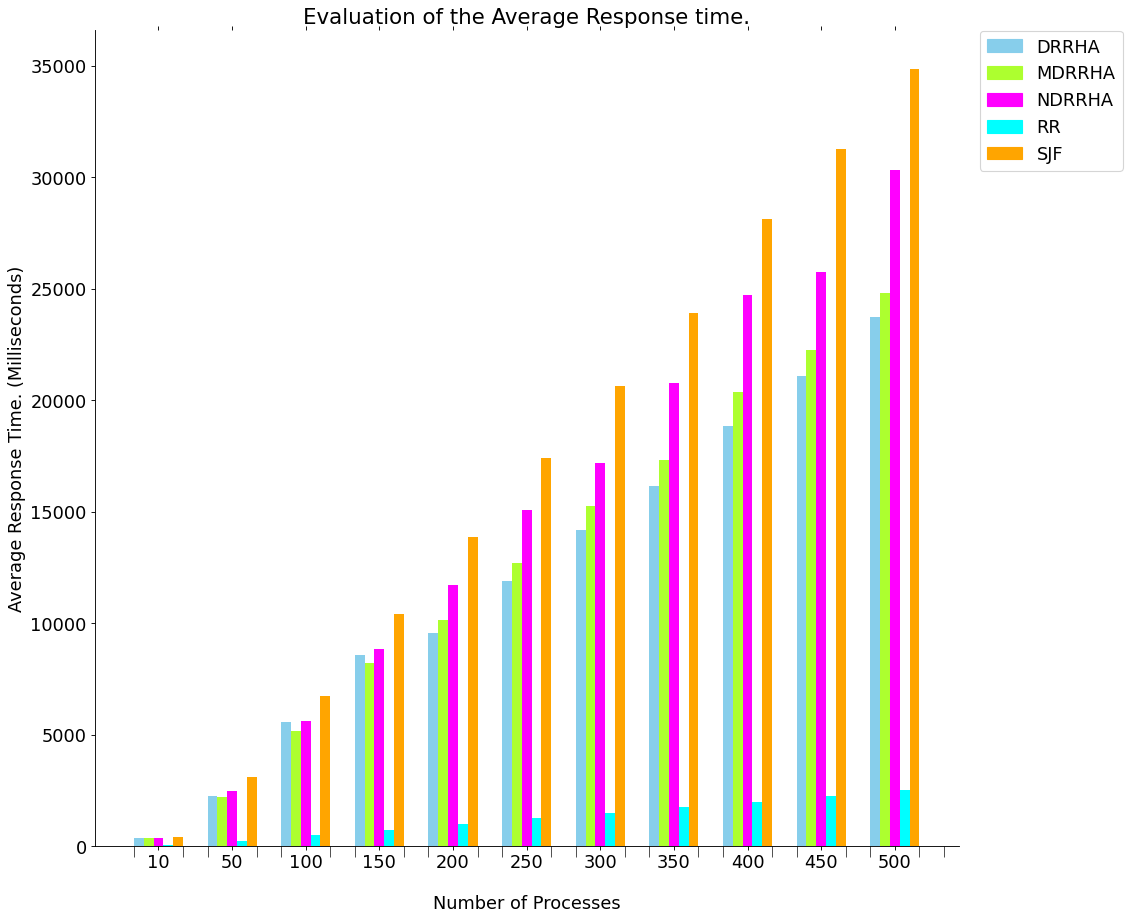 Evaluation of the Average Response time.
DRRHA
MDRRHA
NDRRHA
RR
SJF
Average Response Time. (Milliseconds)
35000
30000
25000
20000
15000
10000
5000
0
10 50 100 150 200 250 300 350 400 450 500
Number of Processes